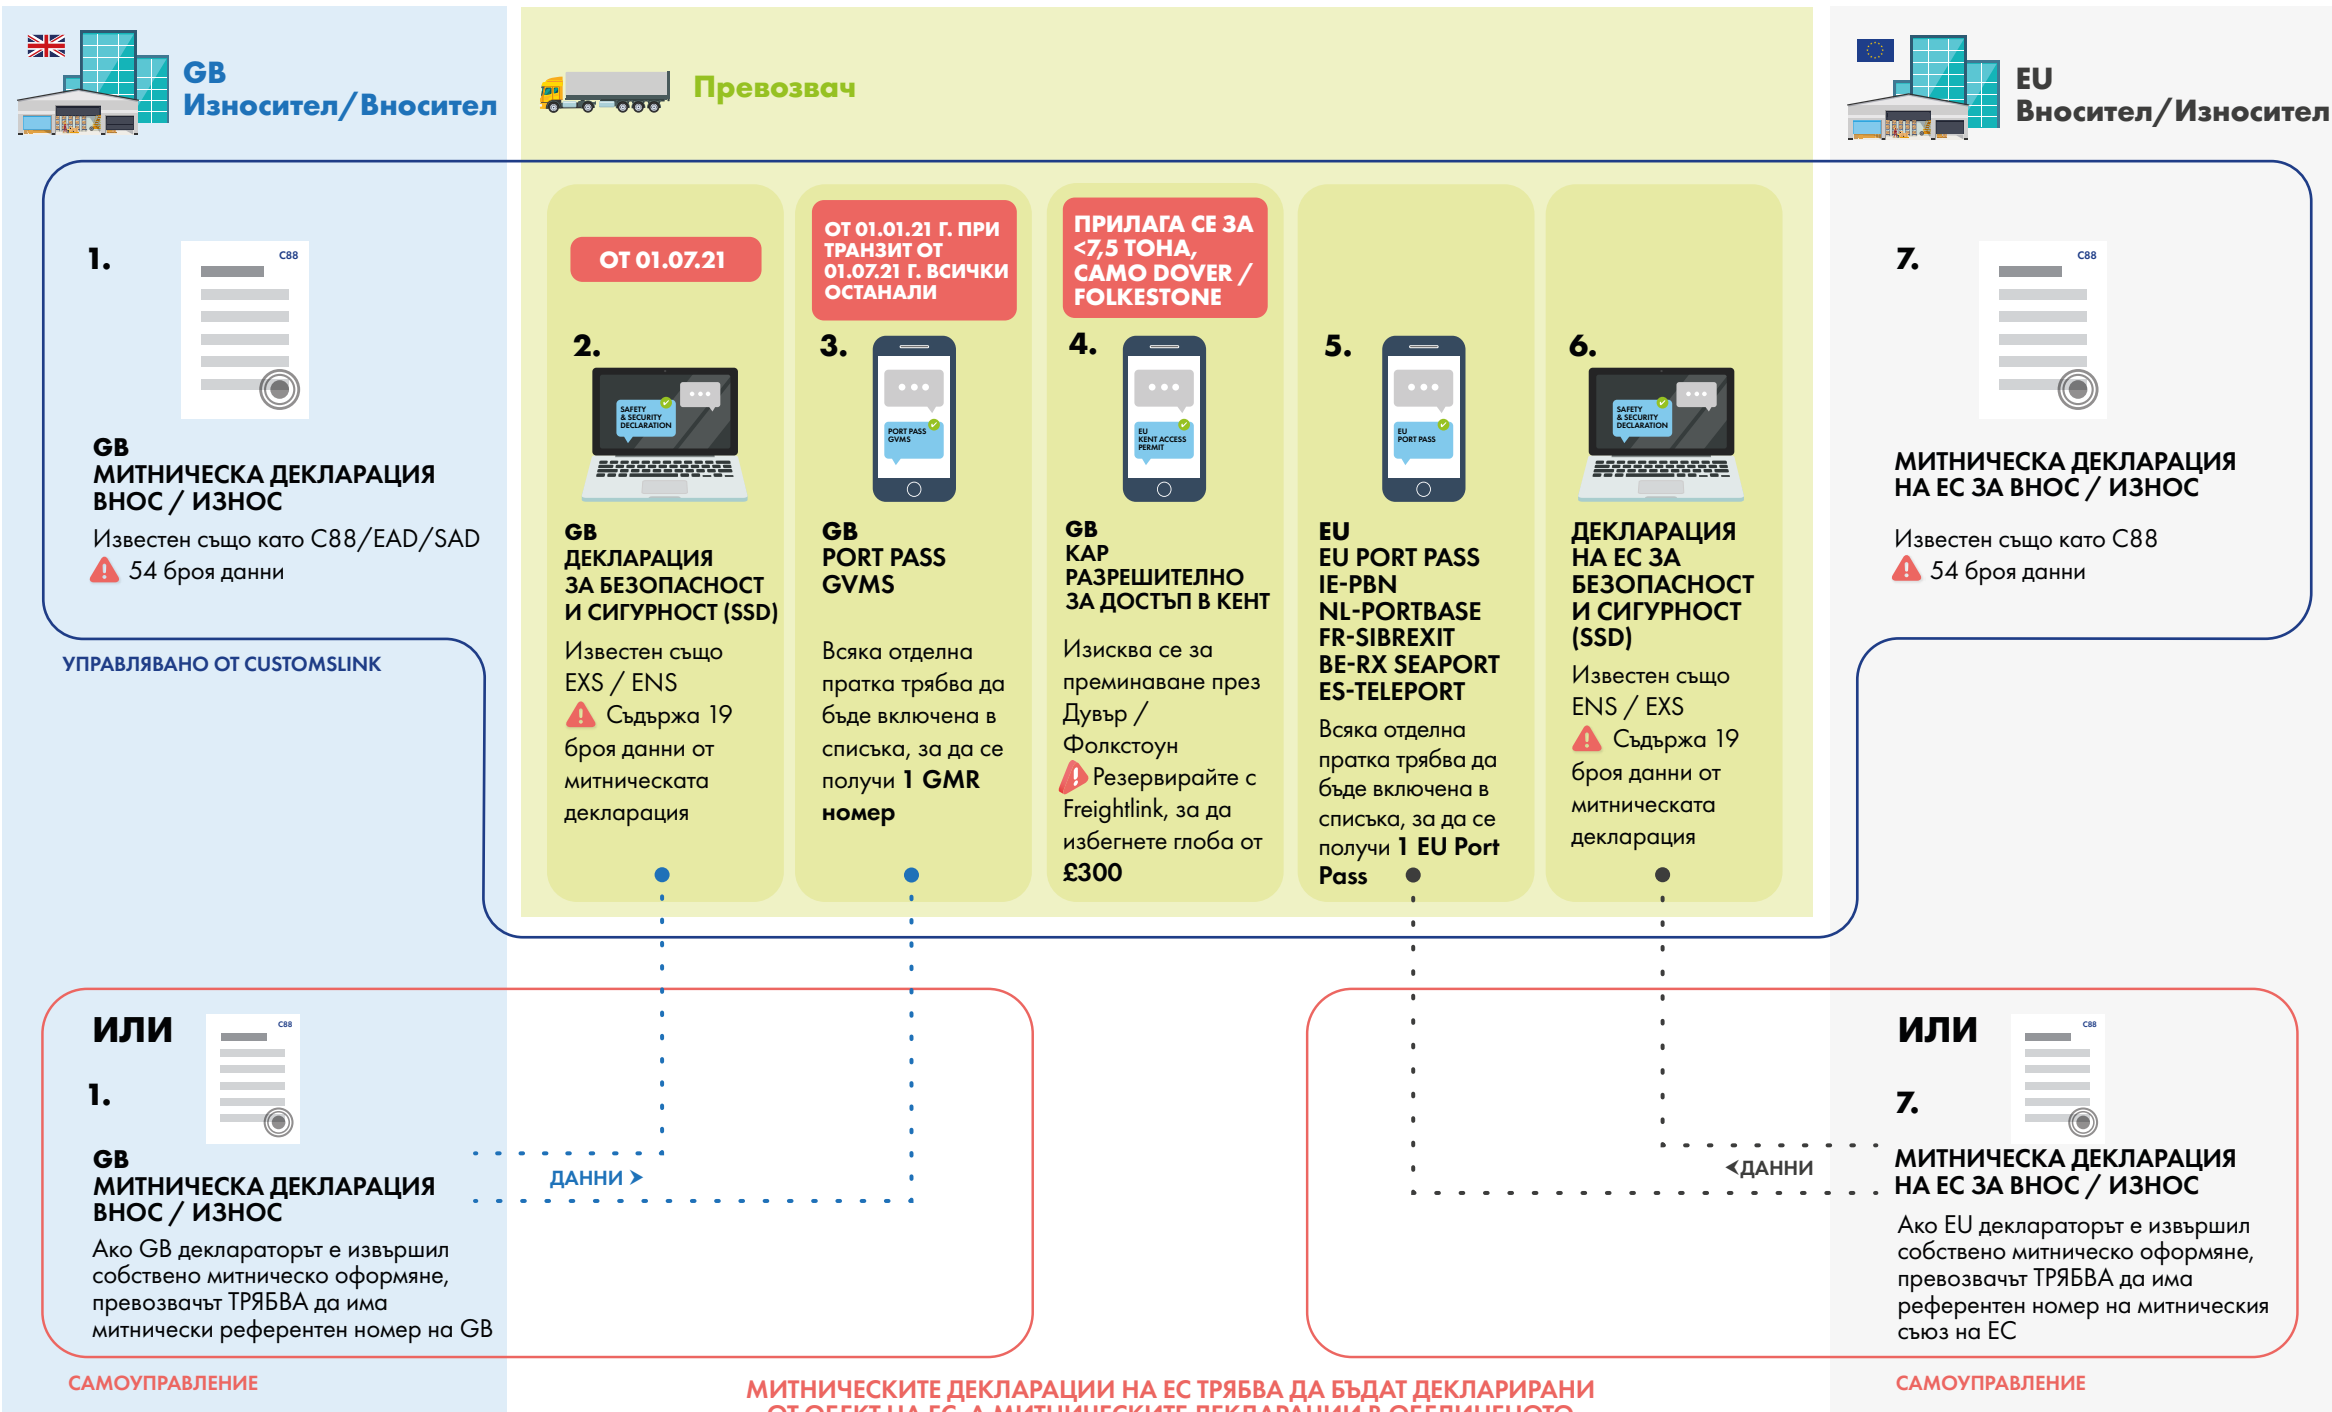 GB
Износител/Вносител
Превозвач
EU
Вносител/Износител
1.
C88
GB
МИТНИЧЕСКА ДЕКЛАРАЦИЯ
ВНОС / ИЗНОС
Известен също като C88/EAD/SAD
54 броя данни
УПРАВЛЯВАНО ОТ CUSTOMSLINK
ОТ 01.07.21
2.
SAFETY
& SECURITY
DECLARATION
GB
ДЕКЛАРАЦИЯ
ЗА БЕЗОПАСНОСТ
И СИГУРНОСТ (SSD)
Известен също
EXS / ENS
Съдържа 19
броя данни от
митническата
декларация
ОТ 01.01.21 Г. ПРИ
ТРАНЗИТ ОТ
01.07.21 Г. ВСИЧКИ
ОСТАНАЛИ
3.
PORT PASS
GVMS
GB
PORT PASS
GVMS
Всяка отделна
пратка трябва да
бъде включена в
списъка, за да се
получи 1 GMR
номер
ПРИЛАГА СЕ ЗА
<7,5 ТОНА,
САМО DOVER /
FOLKESTONE
4.
EU
KENT ACCESS
PERMIT
GB
КАР
РАЗРЕШИТЕЛНО
ЗА ДОСТЪП В КЕНТ
Изисква се за
преминаване през
Дувър /
Фолкстоун
Резервирайте с
Freightlink, за да
избегнете глоба от
£300
5.
EU
PORT PASS
EU
EU PORT PASS
IE-PBN
NL-PORTBASE
FR-SIBREXIT
BE-RX SEAPORT
ES-TELEPORT
Всяка отделна
пратка трябва да
бъде включена в
списъка, за да се
получи 1 EU Port
Pass
6.
SAFETY
& SECURITY
DECLARATION
ДЕКЛАРАЦИЯ
НА ЕС ЗА
БЕЗОПАСНОСТ
И СИГУРНОСТ
(SSD)
Известен също
ENS / EXS
Съдържа 19
броя данни от
митническата
декларация
7.
C88
МИТНИЧЕСКА ДЕКЛАРАЦИЯ
НА ЕС ЗА ВНОС / ИЗНОС
Известен също като C88
54 броя данни
ИЛИ
C88
1.
GB
МИТНИЧЕСКА ДЕКЛАРАЦИЯ
ВНОС / ИЗНОС
Ако GB деклараторът е извършил
собствено митническо оформяне,
превозвачът ТРЯБВА да има
митнически референтен номер на GB
САМОУПРАВЛЕНИЕ
ДАННИ
ДАННИ
ИЛИ
C88
7.
МИТНИЧЕСКА ДЕКЛАРАЦИЯ
НА ЕС ЗА ВНОС / ИЗНОС
Ако EU деклараторът е извършил
собствено митническо оформяне,
превозвачът ТРЯБВА да има
референтен номер на митническия
съюз на ЕС
САМОУПРАВЛЕНИЕ
МИТНИЧЕСКИТЕ ДЕКЛАРАЦИИ НА ЕС ТРЯБВА ДА БЪДАТ ДЕКЛАРИРАНИ
ОТ ОБЕКТ НА ЕС, А МИТНИЧЕСКИТЕ ДЕКЛАРАЦИИ В ОБЕДИНЕНОТО